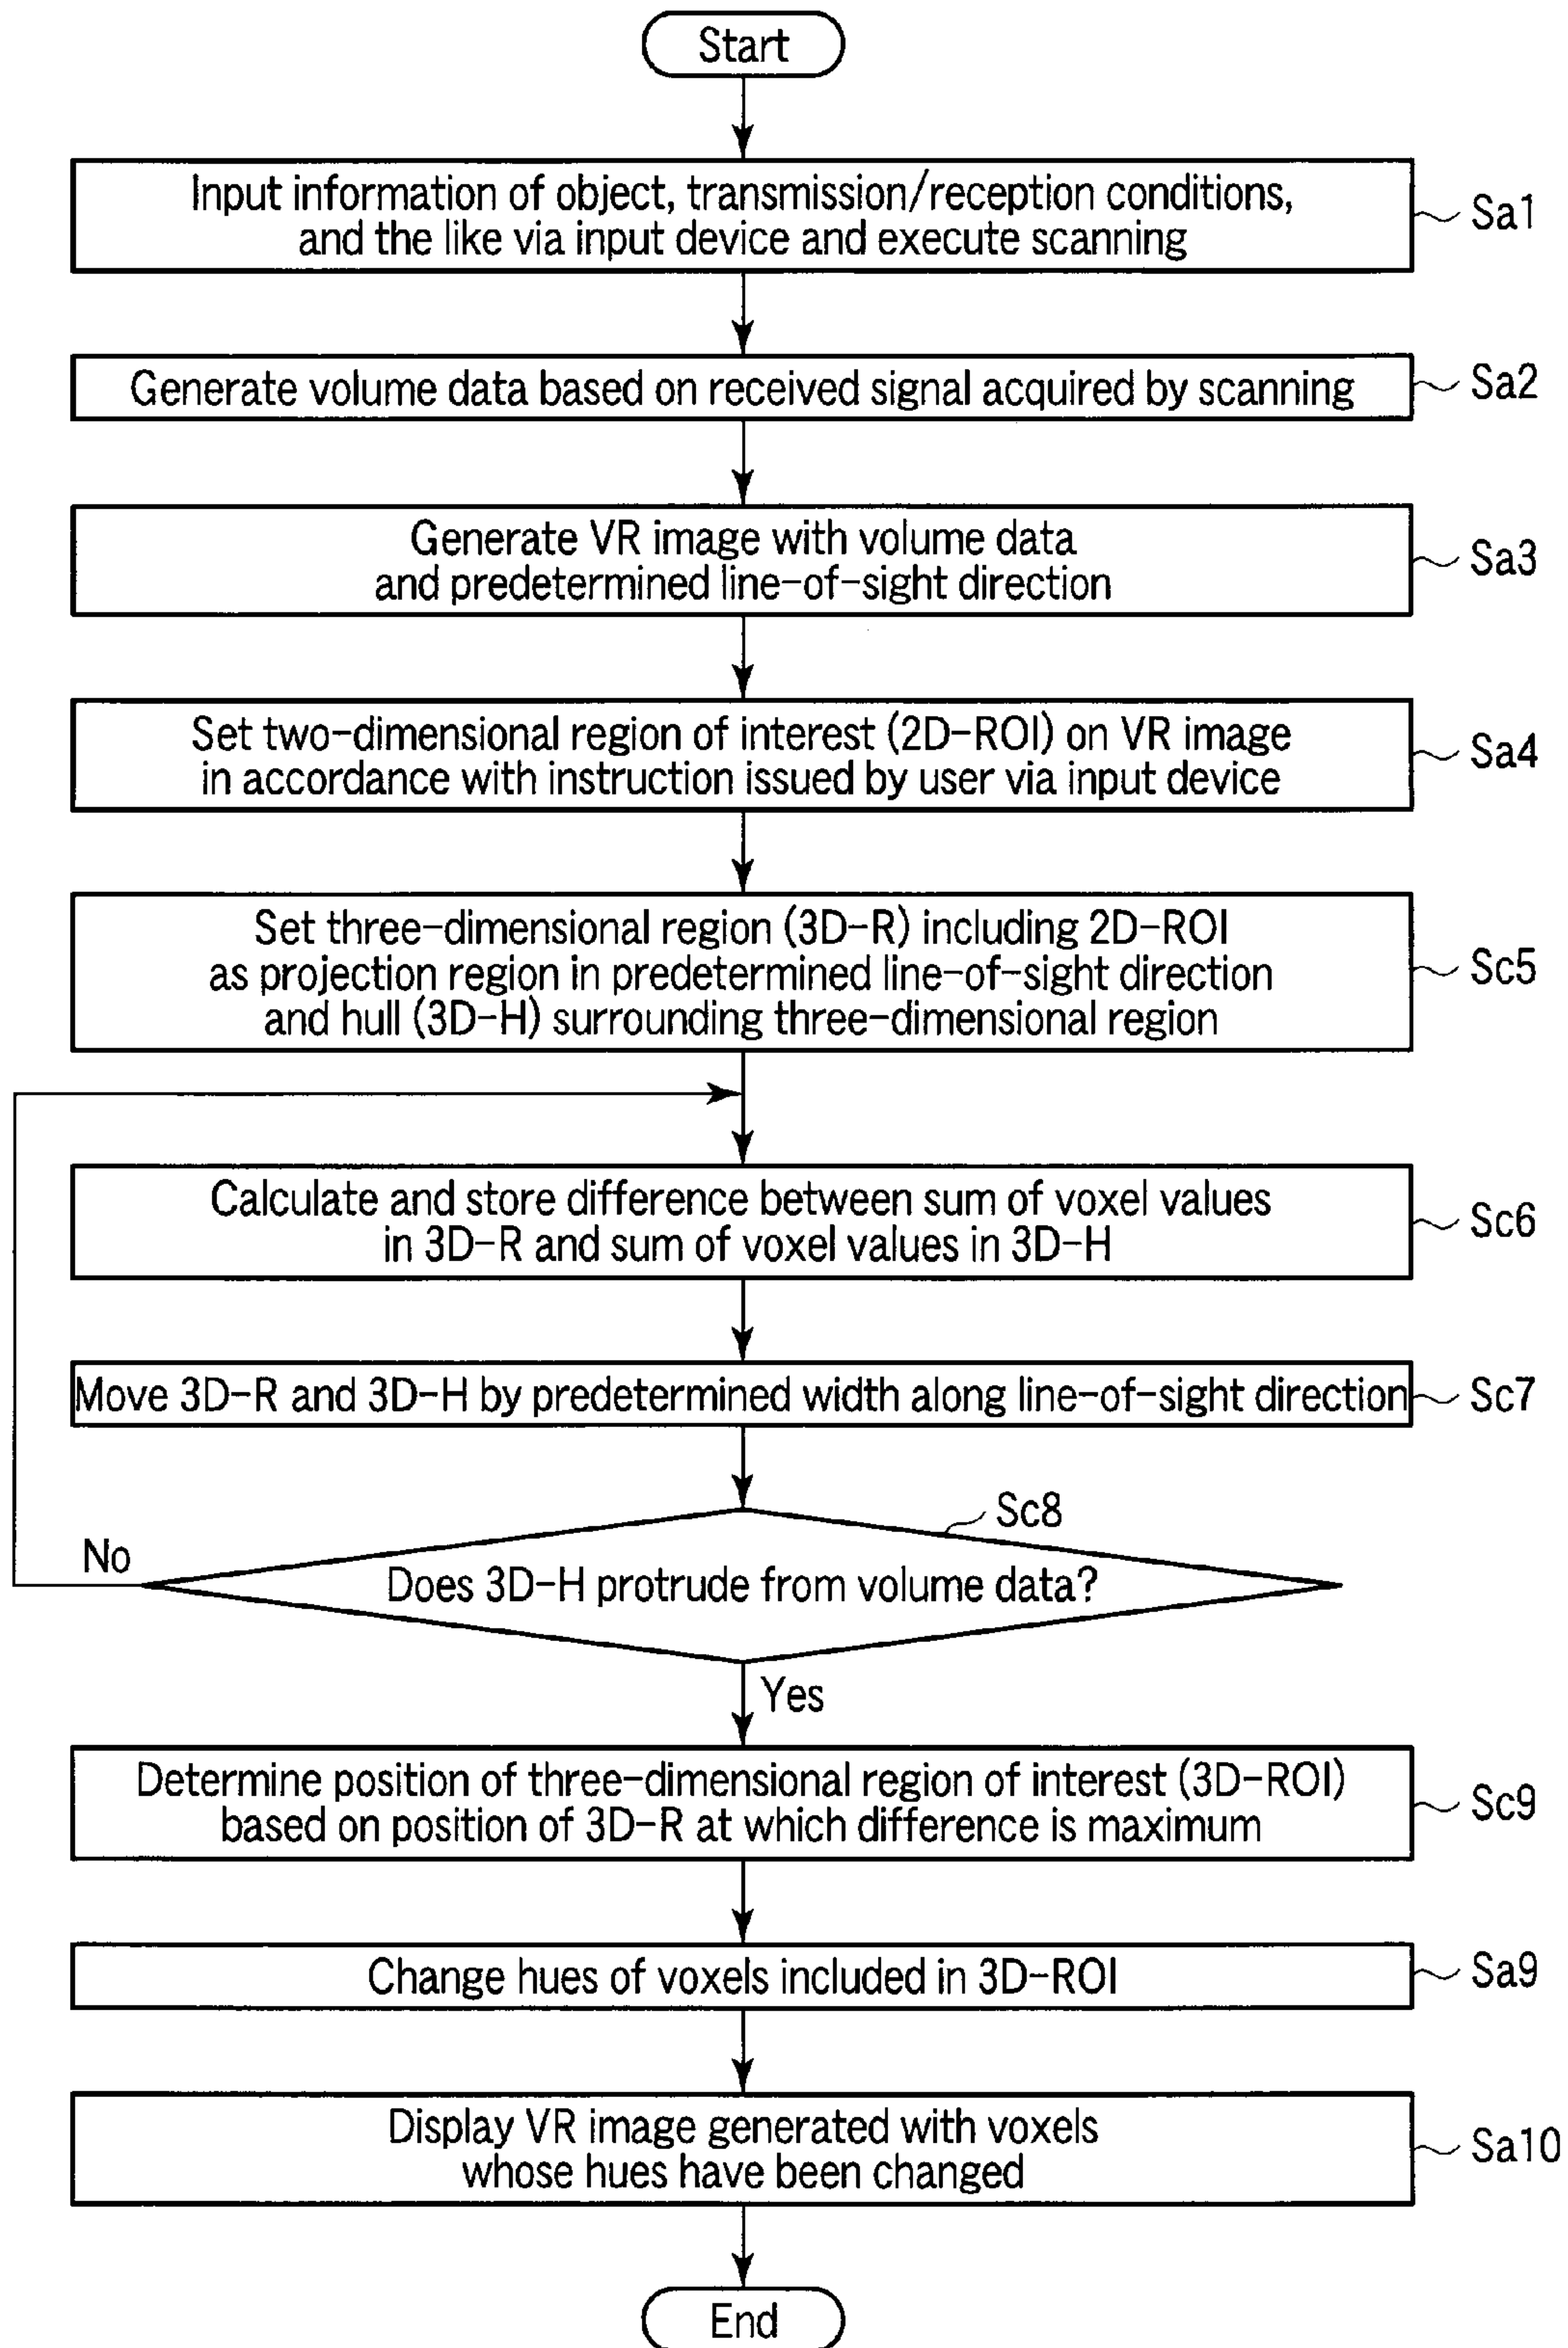 Start
Input information of object, transmission/reception conditions,
and the like via input device and execute scanning
Sa1
Generate volume data based on received signal acquired by scanning
Sa2
Generate VR image with volume data
and predetermined line-of-sight direction
Sa3
Set two-dimensional region of interest (2D-ROI) on VR image
in accordance with instruction issued by user via input device
Sa4
Set three-dimensional region (3D-R) including 2D-ROI
as projection region in predetermined line-of-sight direction
and hull (3D-H) surrounding three-dimensional region
Sc5
Calculate and store difference between sum of voxel values
in 3D-R and sum of voxel values in 3D-H
Sc6
Move 3D-R and 3D-H by predetermined width along line-of-sight direction
Sc7
Sc8
No
Does 3D-H protrude from volume data?
Yes
Determine position of three-dimensional region of interest (3D-ROI)
based on position of 3D-R at which difference is maximum
Sc9
Change hues of voxels included in 3D-ROI
Sa9
Display VR image generated with voxels
whose hues have been changed
Sa10
End